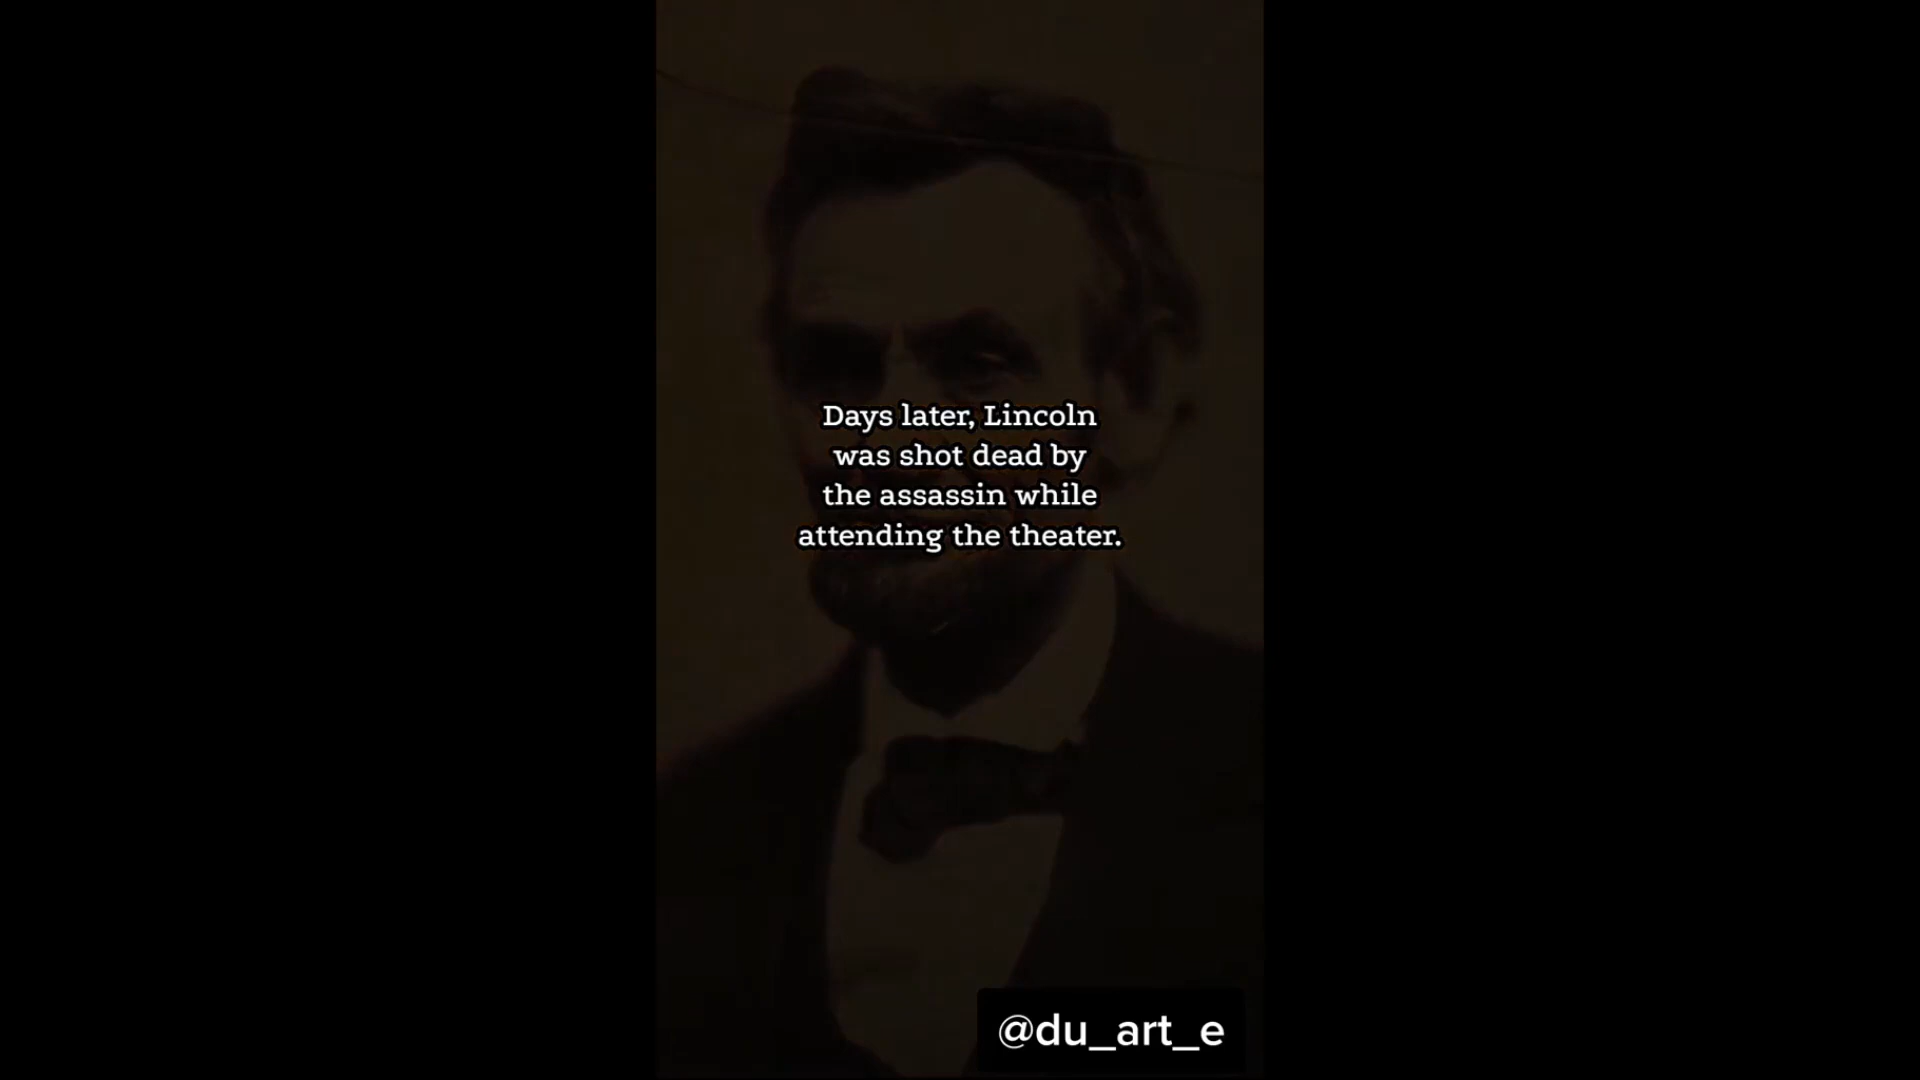 Days later, Lincoln
was shot dead by
the assassin while
attending the theater.
@du_art_e